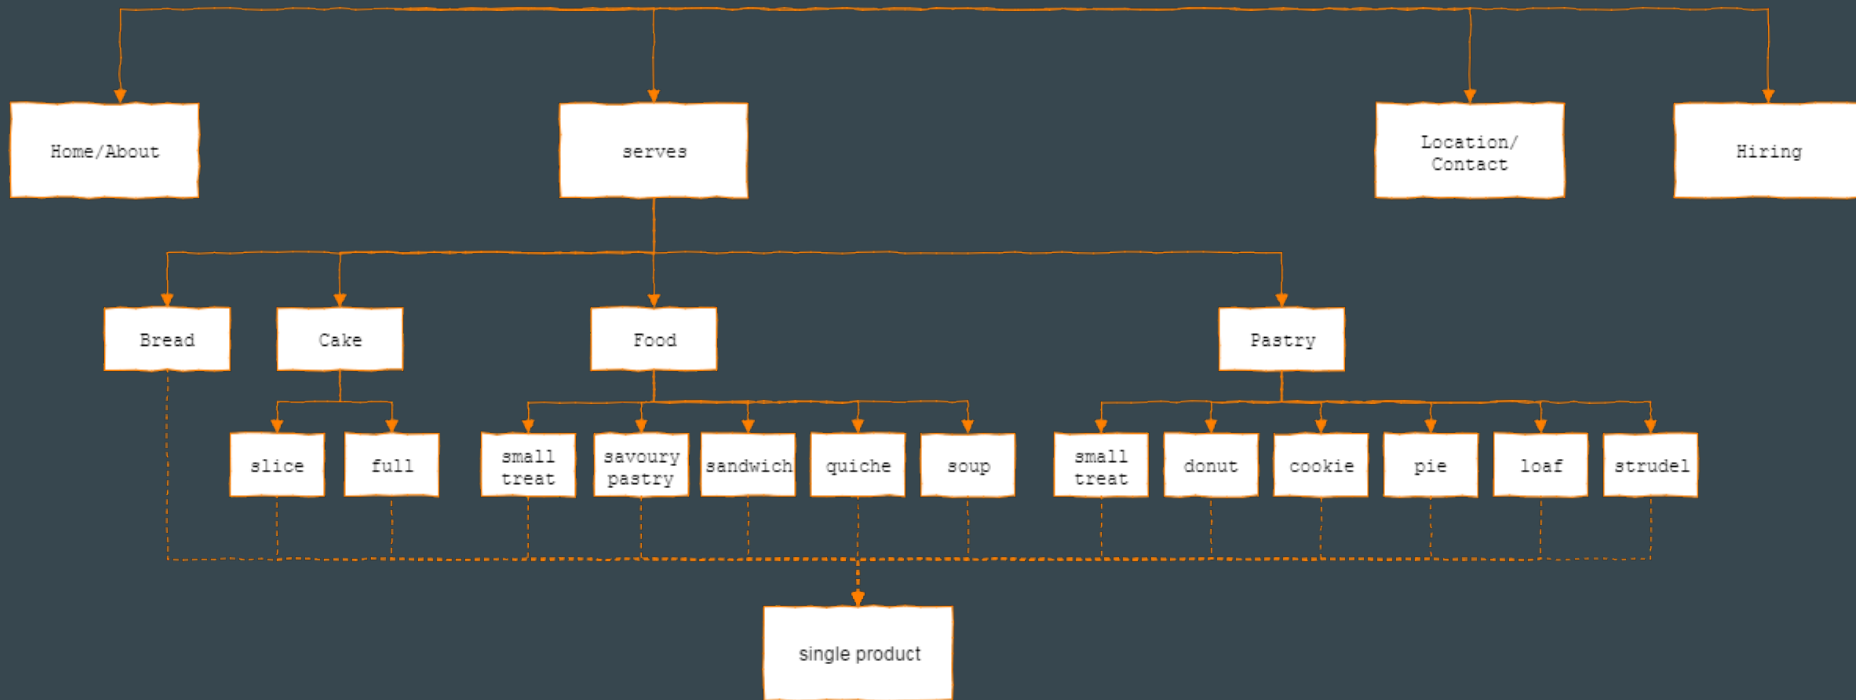 Home/About
serves
Location/
Contact
Hiring
Bread
Cake
Food
Pastry
slice
full
small
treat
savoury
pastry
sandwich
quiche
soup
small
treat
donut
cookie
pie
loaf
strudel
single product